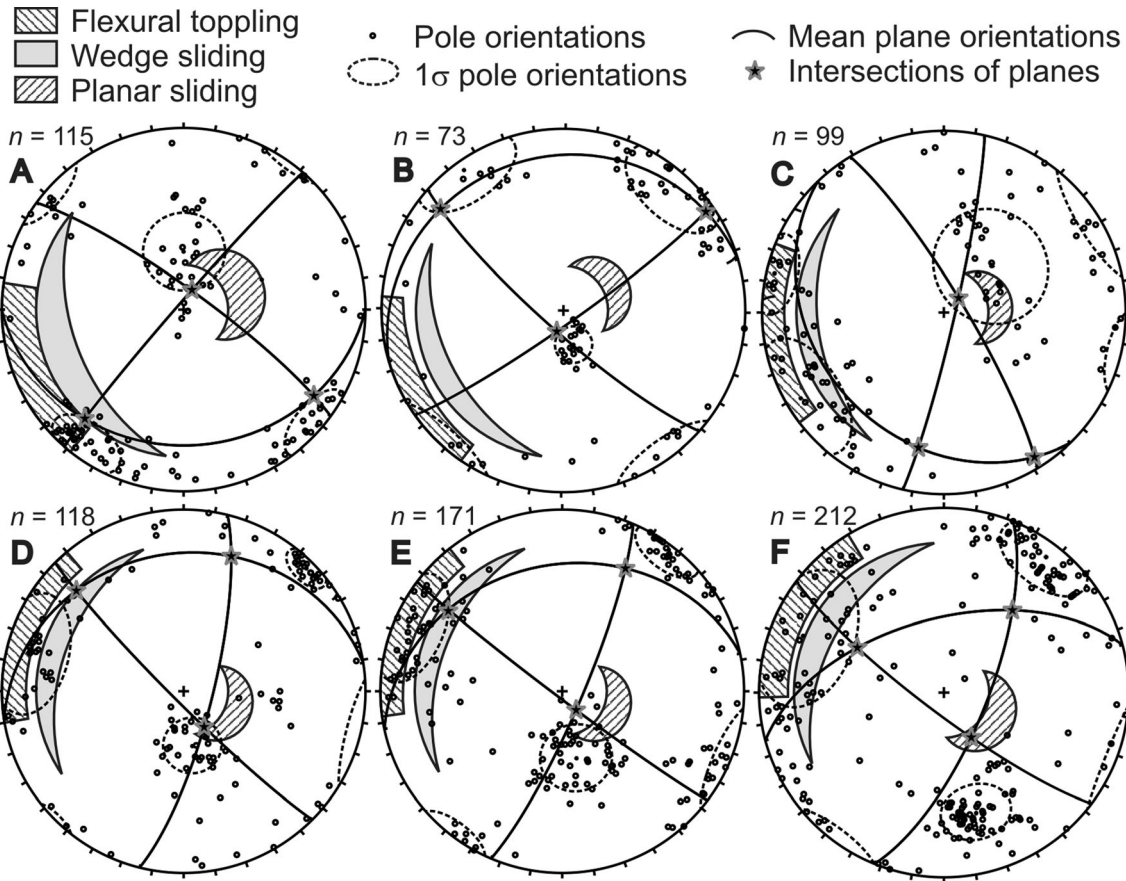 Flexural toppling
Wedge sliding
Planar sliding
Pole orientations
1σ pole orientations
Mean plane orientations
Intersections of planes
n = 115
A
n = 73
B
n = 99
C
n = 118
D
n = 171
E
n = 212
F